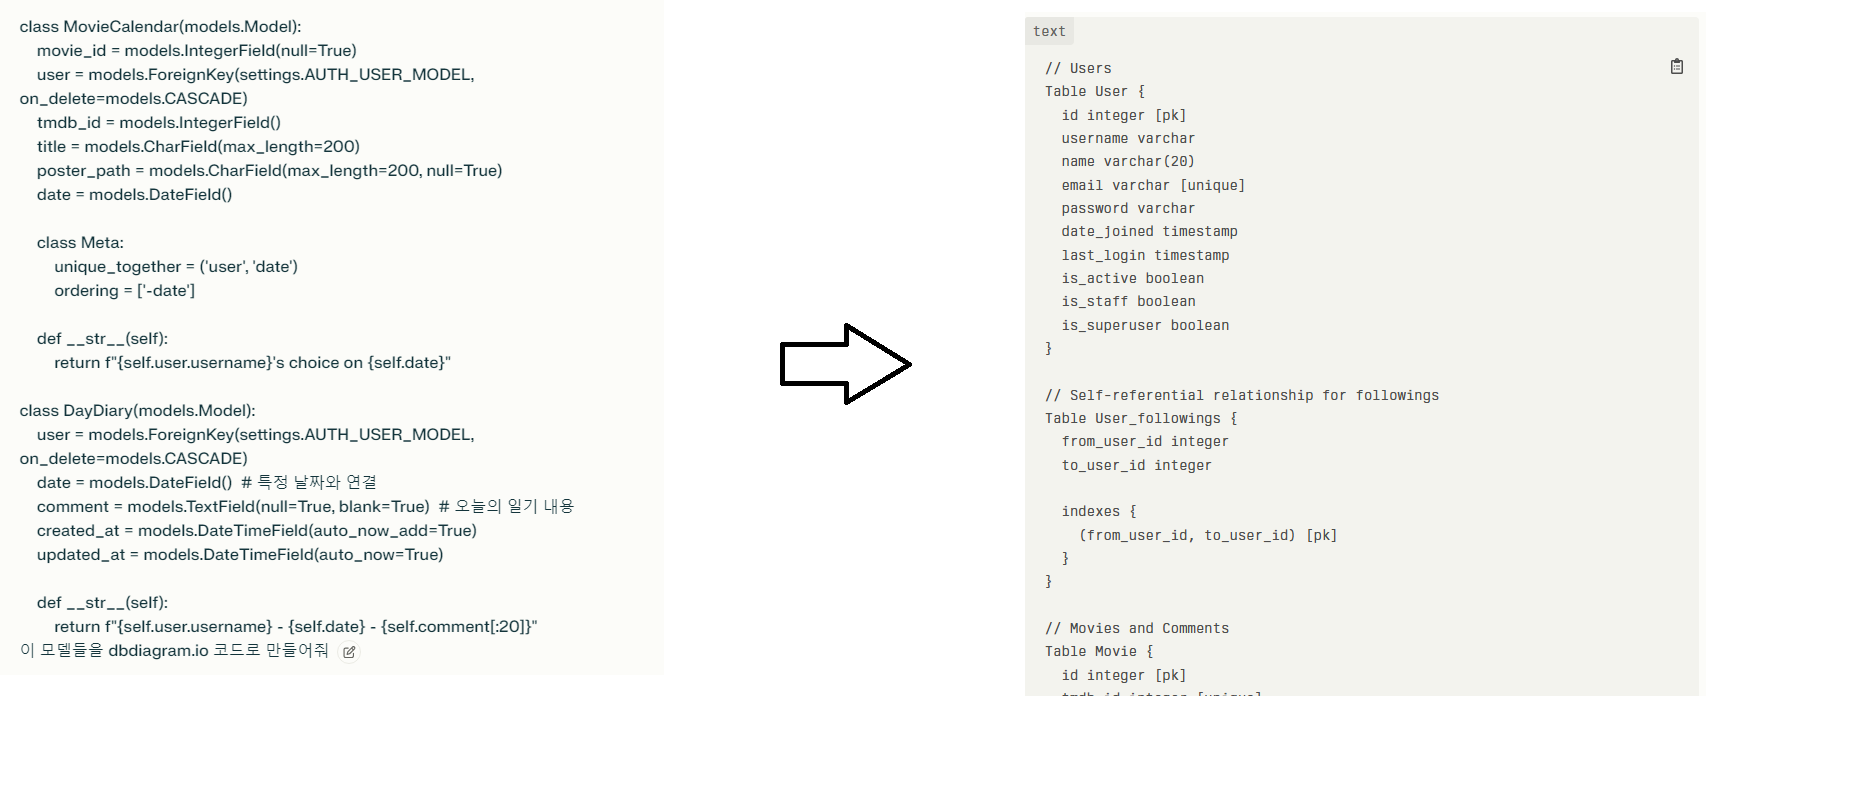 class MovieCalendar(models.Model):
movie_id = models.IntegerField(null=True)
user = models.ForeignKey(settings.AUTH_USER_MODEL,
on_delete=models.CASCADE)
tmdb_id = models.IntegerField()
title = models.CharField(max_length=200)
poster_path = models.CharField(max_length=200, null=True)
date = models.DateField()
class Meta:
unique_together = ('user', 'date')
ordering = ['-date']
def __str__(self):
return f"{self.user.username}'s choice on {self.date}"
class DayDiary(models.Model):
user = models.ForeignKey(settings.AUTH_USER_MODEL,
on_delete=models.CASCADE)
date = models.DateField()  # 특정 날짜와 연결
comment = models.TextField(null=True, blank=True)  # 오늘의 일기 내용
created_at = models.DateTimeField(auto_now_add=True)
updated_at = models.DateTimeField(auto_now=True)
def __str__(self):
return f"{self.user.username} - {self.date} - {self.comment[:20]}"
이 모델들을 dbdiagram.io 코드로 만들어줘
text
// Users
Table User {
id integer [pk]
username varchar
name varchar(20)
email varchar [unique]
password varchar
date_joined timestamp
last_login timestamp
is_active boolean
is_staff boolean
is_superuser boolean
}
// Self-referential relationship for followings
Table User_followings {
from_user_id integer
to_user_id integer
indexes {
(from_user_id, to_user_id) [pk]
}
}
// Movies and Comments
Table Movie {
id integer [pk]
tmdb_id integer [unique]